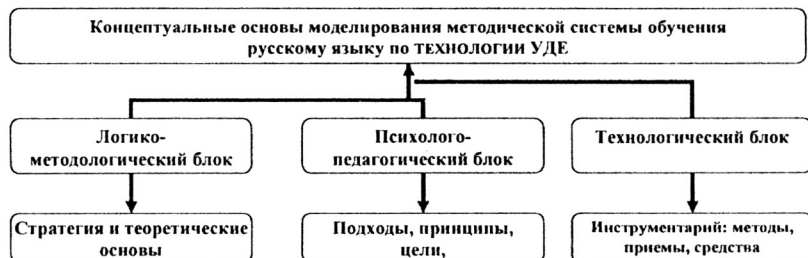 Концептуальные основы моделирования методической системы обучения
русскому языку по ТЕХНОЛОГИИ УДЕ
Логико-
методологический блок
Психолого-
педагогический блок
Технологический блок
Стратегия и теоретические
основы
Подходы, принципы,
цели,
Инструментарий: методы,
приемы, средства